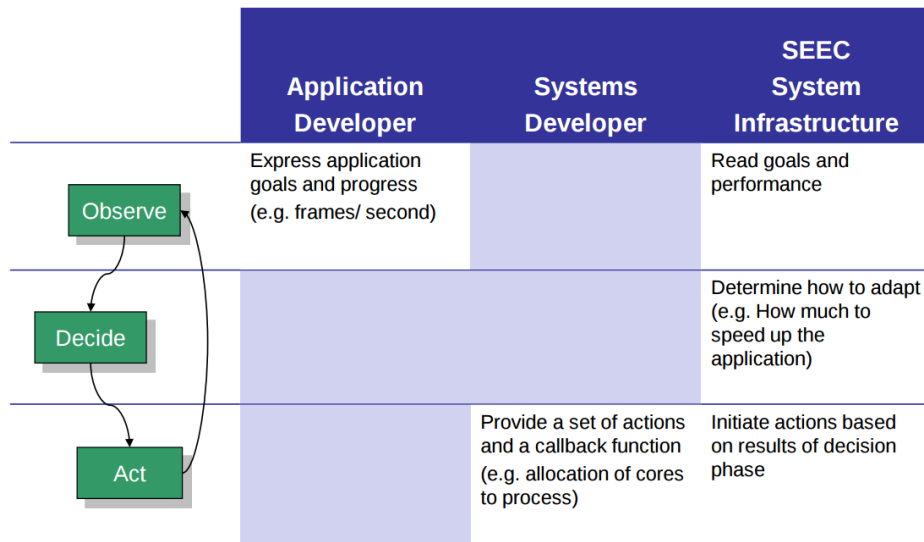 Application
Developer
Systems
Developer
SEEC
System
Infrastructure
Observe
Express application
goals and progress
(e.g. frames/ second)
Read goals and
performance
Decide
Determine how to adapt
(e.g. How much to
speed up the
application)
Act
Provide a set of actions
and a callback function
(e.g. allocation of cores
to process)
Initiate actions based
on results of decision
phase